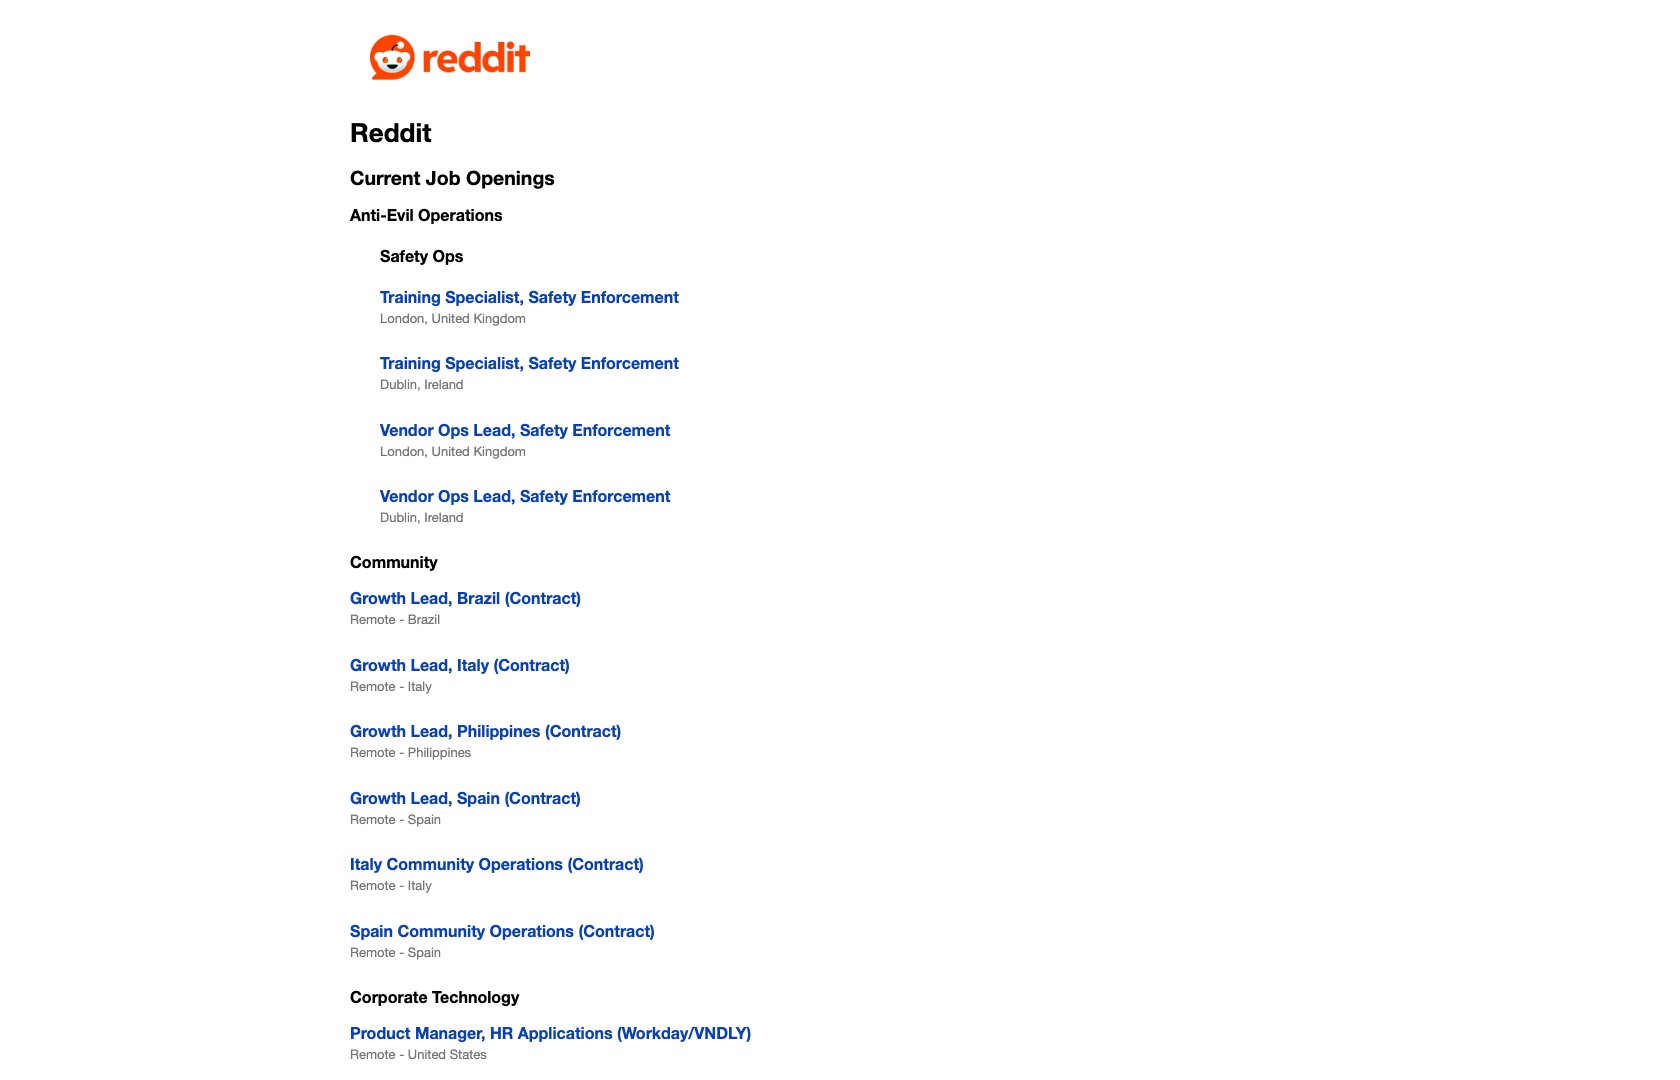 reddit
Reddit
Current Job Openings
Anti-Evil Operations
Safety Ops
Training Specialist, Safety Enforcement
London, United Kingdom
Training Specialist, Safety Enforcement
Dublin, Ireland
Vendor Ops Lead, Safety Enforcement
London, United Kingdom
Vendor Ops Lead, Safety Enforcement
Dublin, Ireland
Community
Growth Lead, Brazil (Contract)
Remote - Brazil
Growth Lead, Italy (Contract)
Remote - Italy
Growth Lead, Philippines (Contract)
Remote - Philippines
Growth Lead, Spain (Contract)
Remote - Spain
Italy Community Operations (Contract)
Remote - Italy
Spain Community Operations (Contract)
Remote - Spain
Corporate Technology
Product Manager, HR Applications (Workday/VNDLY)
Remote - United States